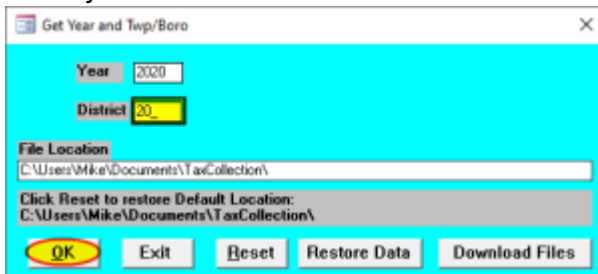 Get Year and Twp/Boro
Year 2020
District 20_
File Location
C:\Users\Mike\Documents\TaxCollection\
Click Reset to restore Default Location:
C:\Users\Mike\Documents\TaxCollection\
OK Exit Reset Restore Data Download Files